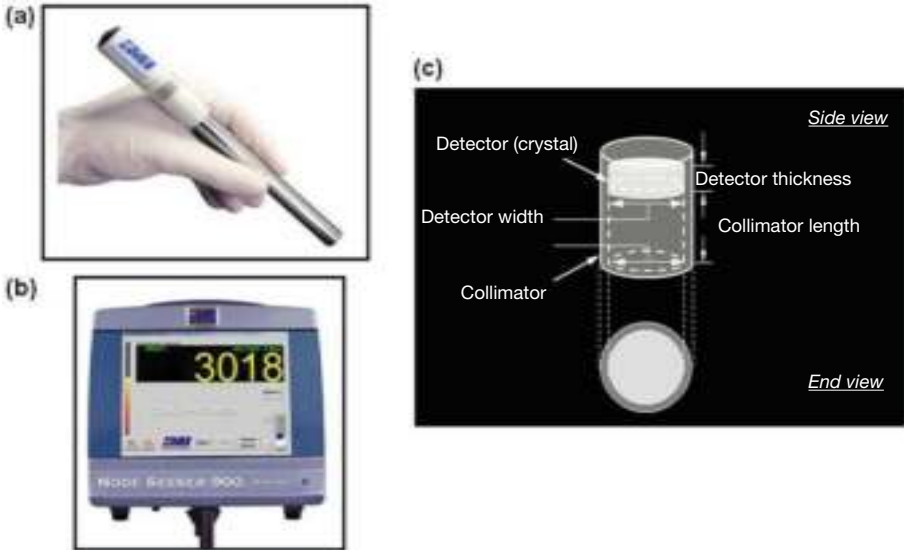 (a)
(b)
3018
NODE SEEKER 900
(c)
Side view
Detector (crystal)
Detector thickness
Detector width
Collimator length
Collimator
End view